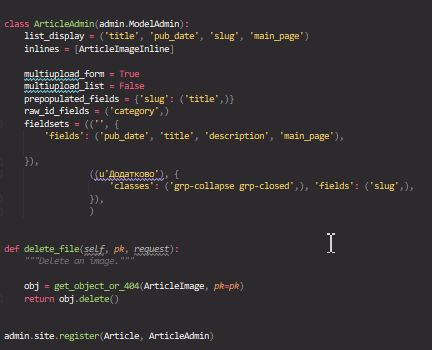 class ArticleAdmin(admin.ModelAdmin):
    list_display = ('title', 'pub_date', 'slug', 'main_page')
    inlines = [ArticleImageInline]

    multiupload_form = True
    multiupload_list = False
    prepopulated_fields = {'slug': ('title',)}
    raw_id_fields = ('category',)
    fieldsets = (('', {
        'fields': ('pub_date', 'title', 'description', 'main_page'),

    }),
                 ((u'Додатково'), {
                     'classes': ('grp-collapse grp-closed',), 'fields': ('slug',),
                 }),
                 )


def delete_file(self, pk, request):
    """Delete an image."""

    obj = get_object_or_404(ArticleImage, pk=pk)
    return obj.delete()


admin.site.register(Article, ArticleAdmin)